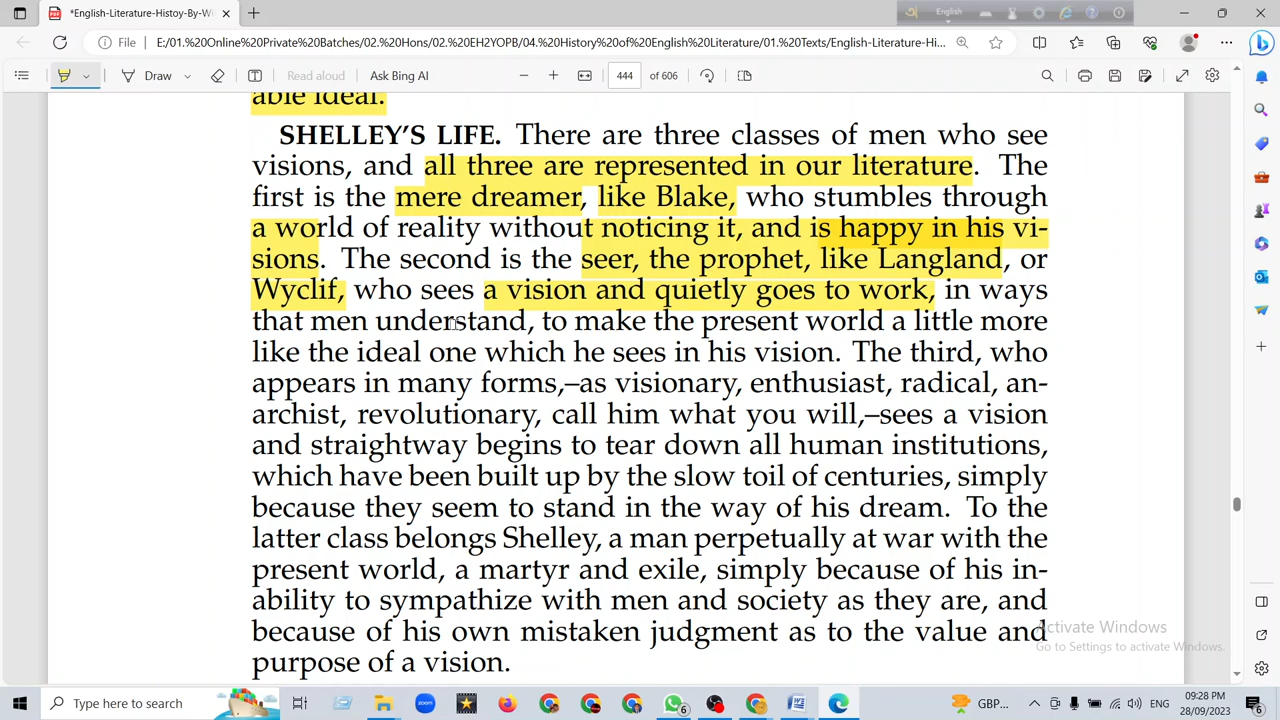 *English-Literature-Histoy-By-Wi
English
File
E:/01.%20Online%20Private%20Batches/02.%20Hons/02.%20EH2YOPB/04.%20History%20of%20English%20Literature/01.%20Texts/English-Literature-Hi...
Draw
Read aloud
Ask Bing AI
444
of 606
able ideal.
SHELLEY'S LIFE. There are three classes of men who see
visions, and all three are represented in our literature. The
first is the mere dreamer, like Blake, who stumbles through
a world of reality without noticing it, and is happy in his vi-
sions. The second is the seer, the prophet, like Langland, or
Wyclif, who sees a vision and quietly goes to work, in ways
that men understand, to make the present world a little more
like the ideal one which he sees in his vision. The third, who
appears in many forms,–as visionary, enthusiast, radical, an-
archist, revolutionary, call him what you will,–sees a vision
and straightway begins to tear down all human institutions,
which have been built up by the slow toil of centuries, simply
because they seem to stand in the way of his dream. To the
latter class belongs Shelley, a man perpetually at war with the
present world, a martyr and exile, simply because of his in-
ability to sympathize with men and society as they are, and
because of his own mistaken judgment as to the value and
purpose of a vision.
Activate Windows
Go to Settings to activate Windows.
Type here to search
zoom
6
GBP...
ENG
09:28 PM
28/09/2023
6